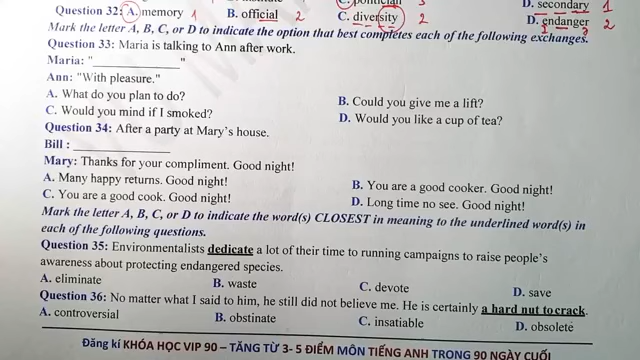 C. politician 3
D. secondary 1
Question 32: A. memory 1 B. official 2 C. diversity 2 D. endanger 2
Mark the letter A, B, C, or D to indicate the option that best completes each of the following exchanges.
Question 33: Maria is talking to Ann after work.
Maria: "____________"
Ann: "With pleasure."
A. What do you plan to do? B. Could you give me a lift?
C. Would you mind if I smoked? D. Would you like a cup of tea?
Question 34: After a party at Mary's house.
Bill : ____________
Mary: Thanks for your compliment. Good night!
A. Many happy returns. Good night! B. You are a good cooker. Good night!
C. You are a good cook. Good night! D. Long time no see. Good night!
Mark the letter A, B, C, or D to indicate the word(s) CLOSEST in meaning to the underlined word(s) in
each of the following questions.
Question 35: Environmentalists dedicate a lot of their time to running campaigns to raise people's
awareness about protecting endangered species.
A. eliminate B. waste C. devote D. save
Question 36: No matter what I said to him, he still did not believe me. He is certainly a hard nut to crack.
A. controversial B. obstinate C. insatiable D. obsolete
Đăng kí KHÓA HỌC VIP 90 – TĂNG TỪ 3- 5 ĐIỂM MÔN TIẾNG ANH TRONG 90 NGÀY CUỐI